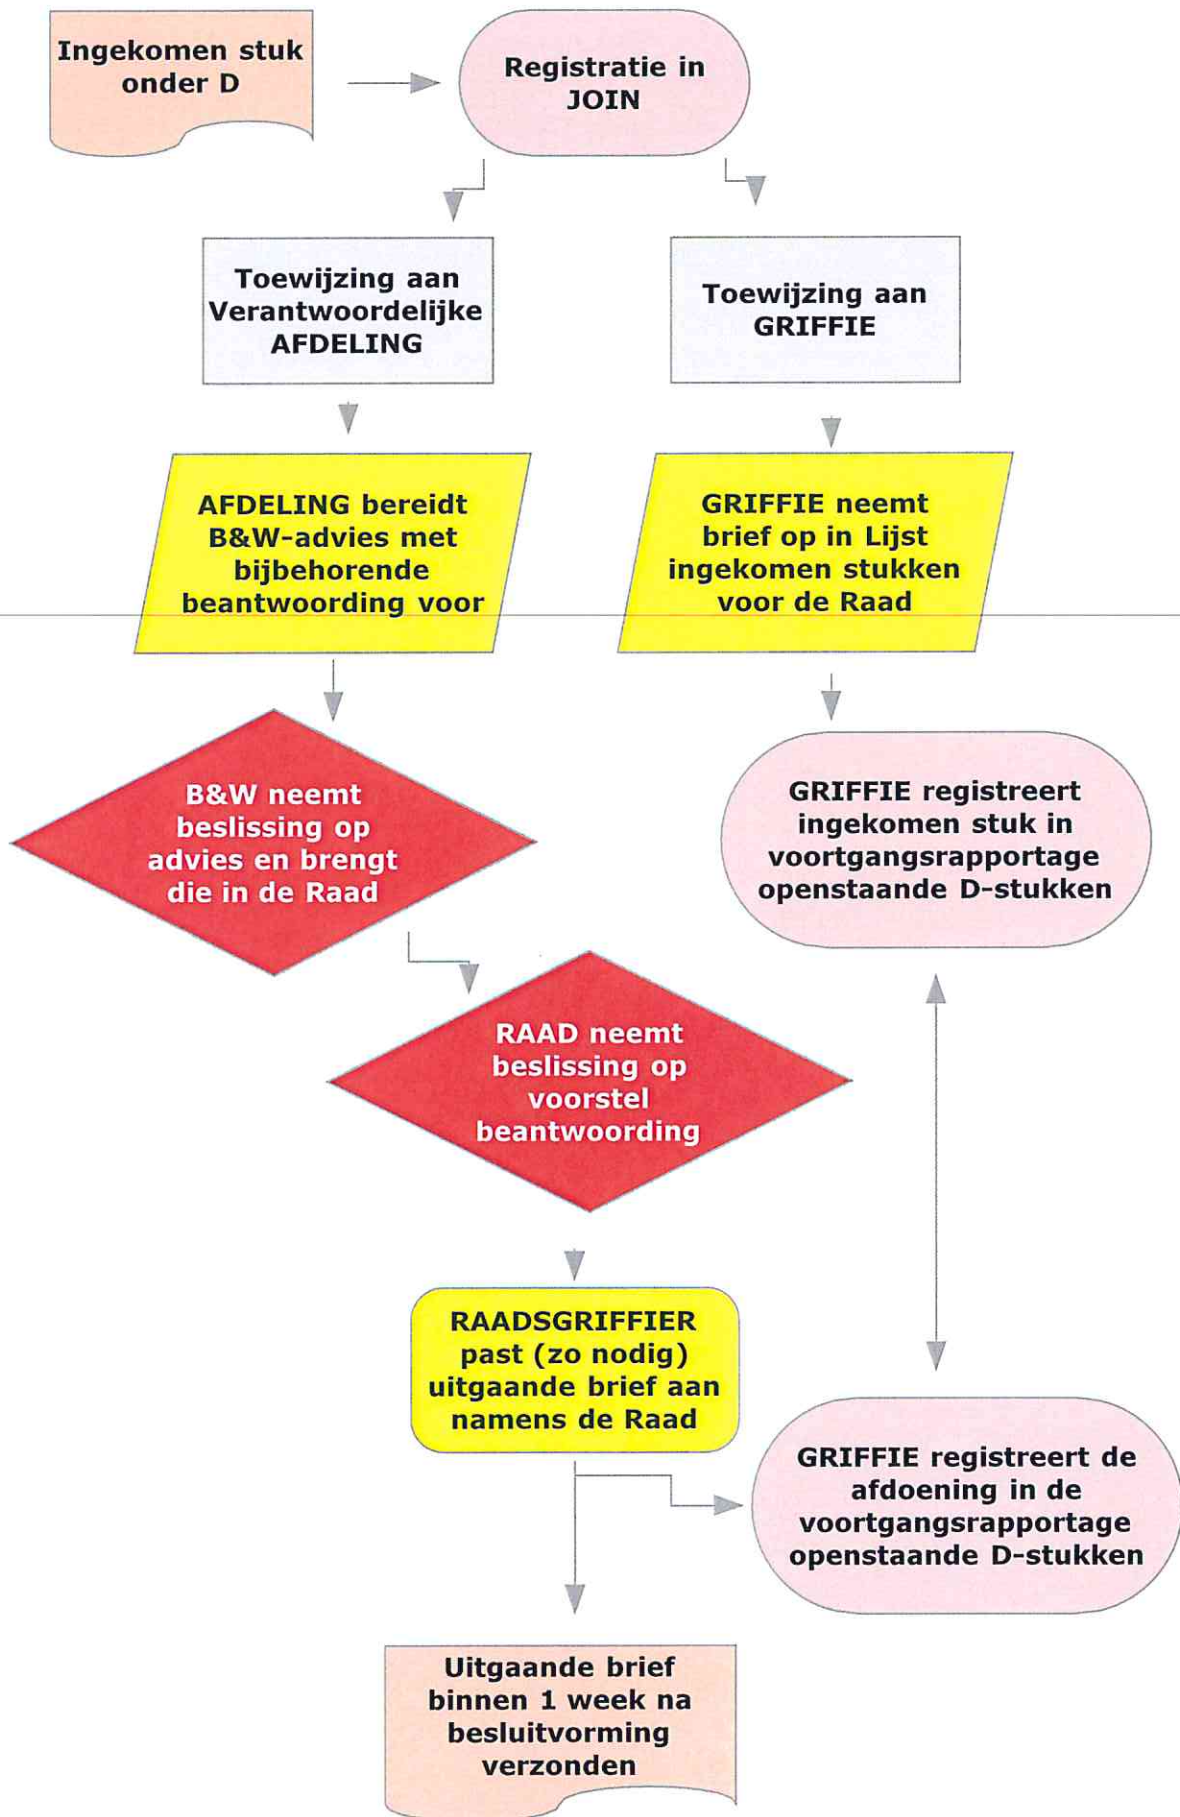 Ingekomen stuk
onder D
Registratie in
JOIN
Toewijzing aan
Verantwoordelijke
AFDELING
Toewijzing aan
GRIFFIE
AFDELING bereidt
B&W-advies met
bijbehorende
beantwoording voor
GRIFFIE neemt
brief op in Lijst
ingekomen stukken
voor de Raad
B&W neemt
beslissing op
advies en brengt
die in de Raad
GRIFFIE registreert
ingekomen stuk in
voortgangsrapportage
openstaande D-stukken
RAAD neemt
beslissing op
voorstel
beantwoording
RAADSGRIFFIER
past (zo nodig)
uitgaande brief aan
namens de Raad
GRIFFIE registreert de
afdoening in de
voortgangsrapportage
openstaande D-stukken
Uitgaande brief
binnen 1 week na
besluitvorming
verzonden